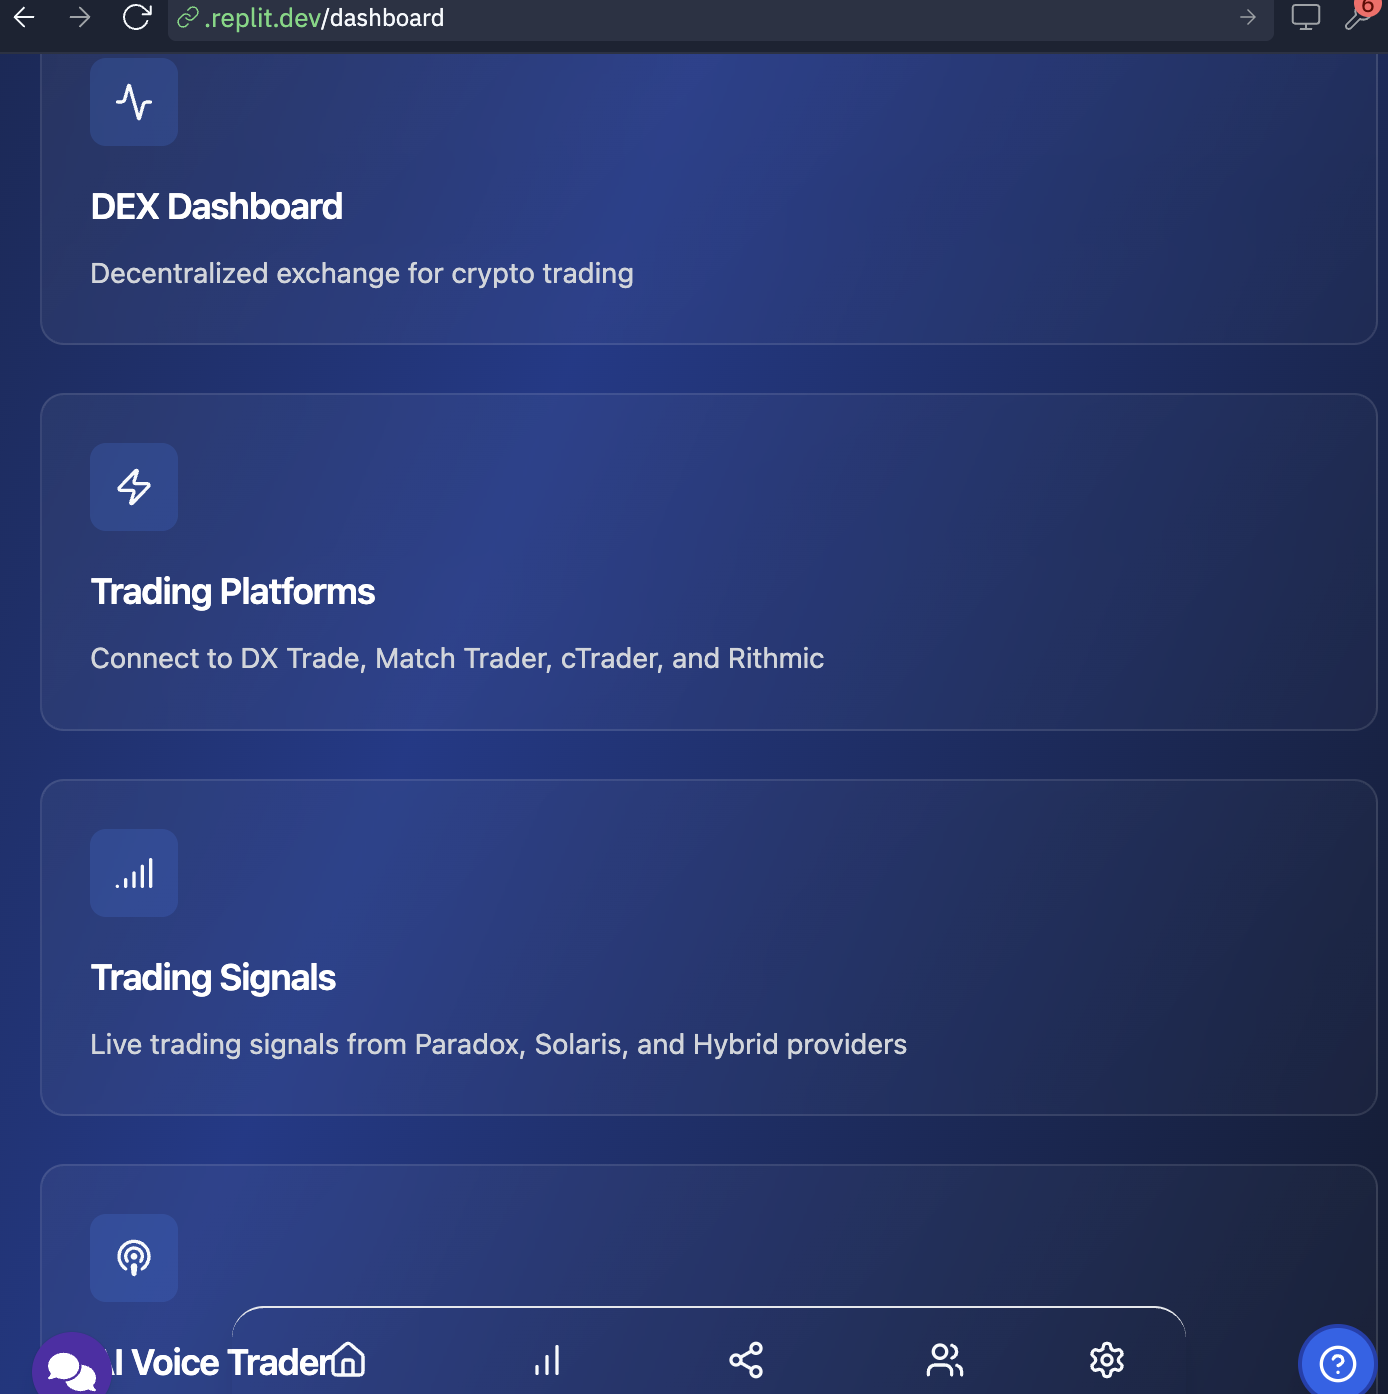 .replit.dev/dashboard
6
DEX Dashboard
Decentralized exchange for crypto trading
Trading Platforms
Connect to DX Trade, Match Trader, cTrader, and Rithmic
Trading Signals
Live trading signals from Paradox, Solaris, and Hybrid providers
AI Voice Trader